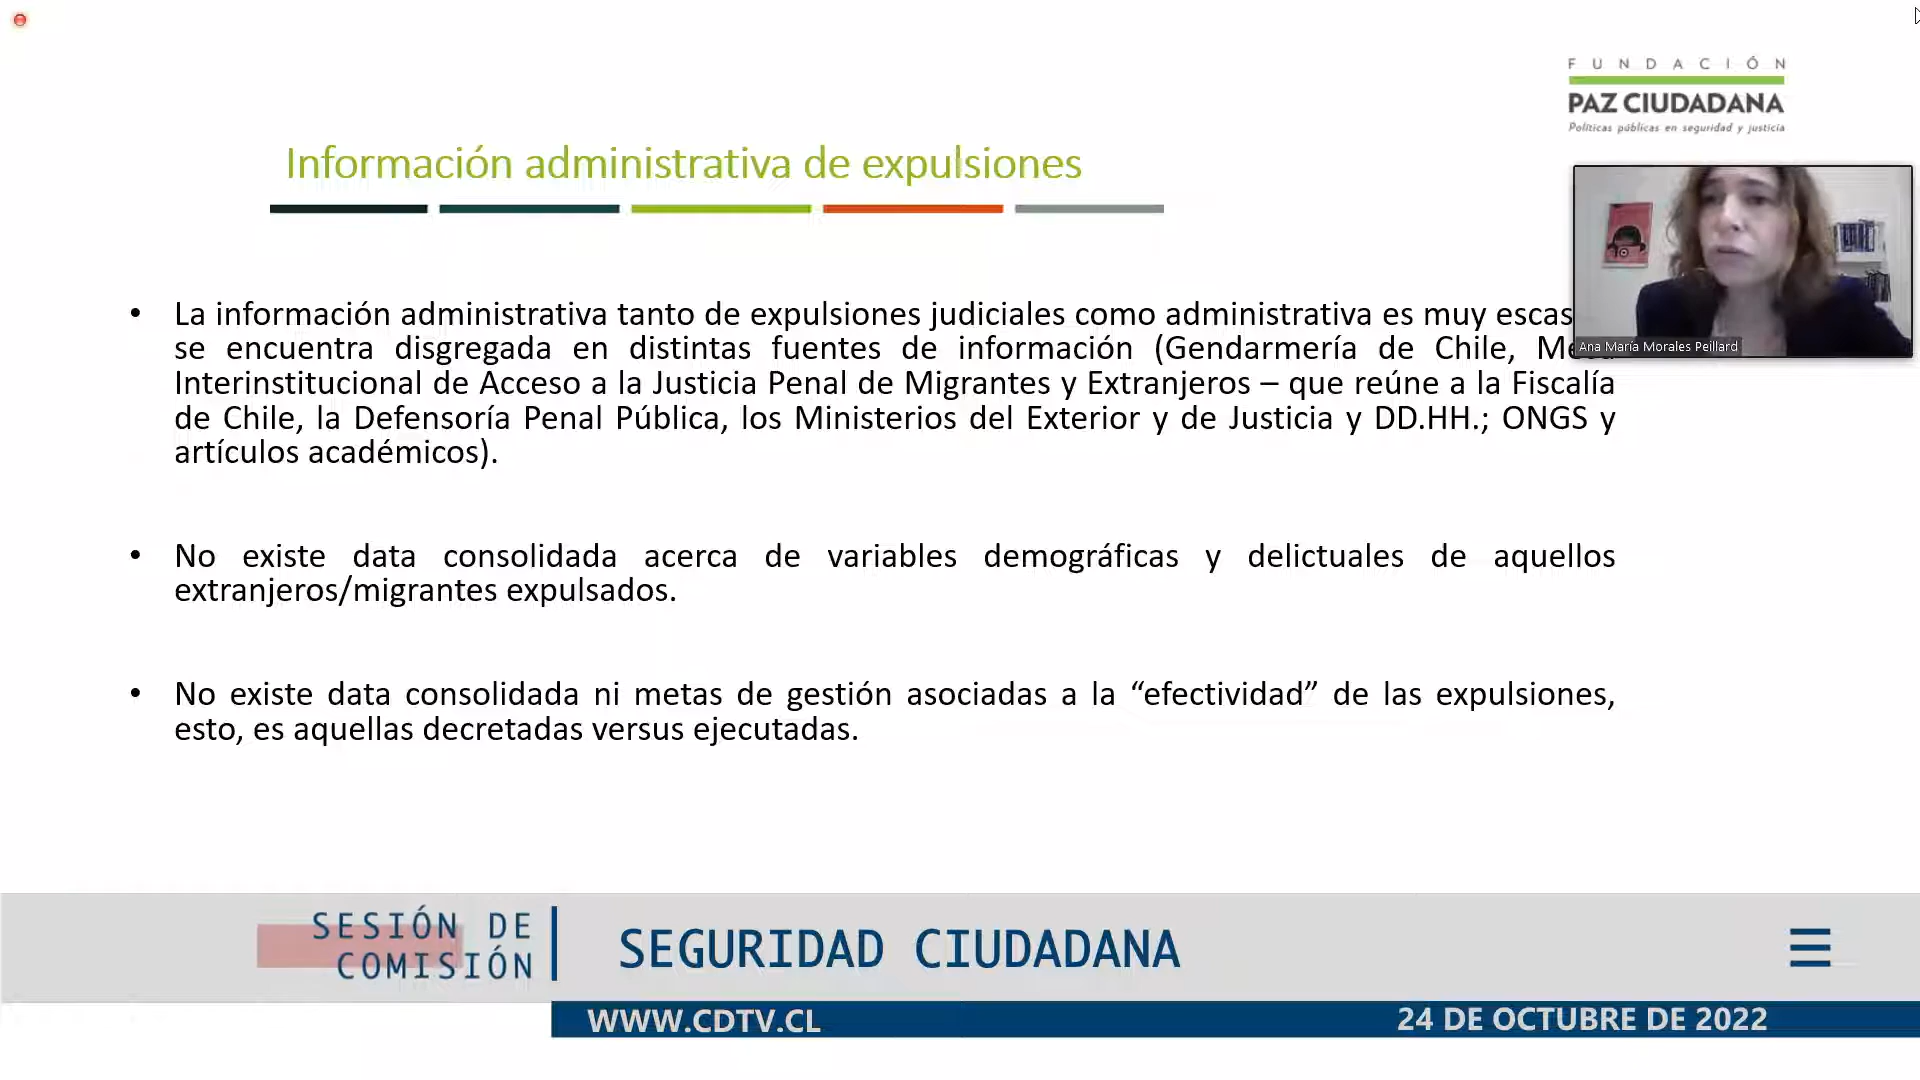 FUNDACIÓN
PAZ CIUDADANA
Políticas públicas en seguridad y justicia
Información administrativa de expulsiones
• La información administrativa tanto de expulsiones judiciales como administrativa es muy
se encuentra disgregada en distintas fuentes de información (Gendarmería de Chile,
Interinstitucional de Acceso a la Justicia Penal de Migrantes y Extranjeros – que reúne a la Fiscalía
de Chile, la Defensoría Penal Pública, los Ministerios del Exterior y de Justicia y DD.HH.; ONGS y
artículos académicos).
• No existe data consolidada acerca de variables demográficas y delictuales de aquellos
extranjeros/migrantes expulsados.
• No existe data consolidada ni metas de gestión asociadas a la “efectividad” de las expulsiones,
esto, es aquellas decretadas versus ejecutadas.
Ana María Morales Peillard
SESIÓN DE
COMISIÓN
SEGURIDAD CIUDADANA
WWW.CDTV.CL
24 DE OCTUBRE DE 2022